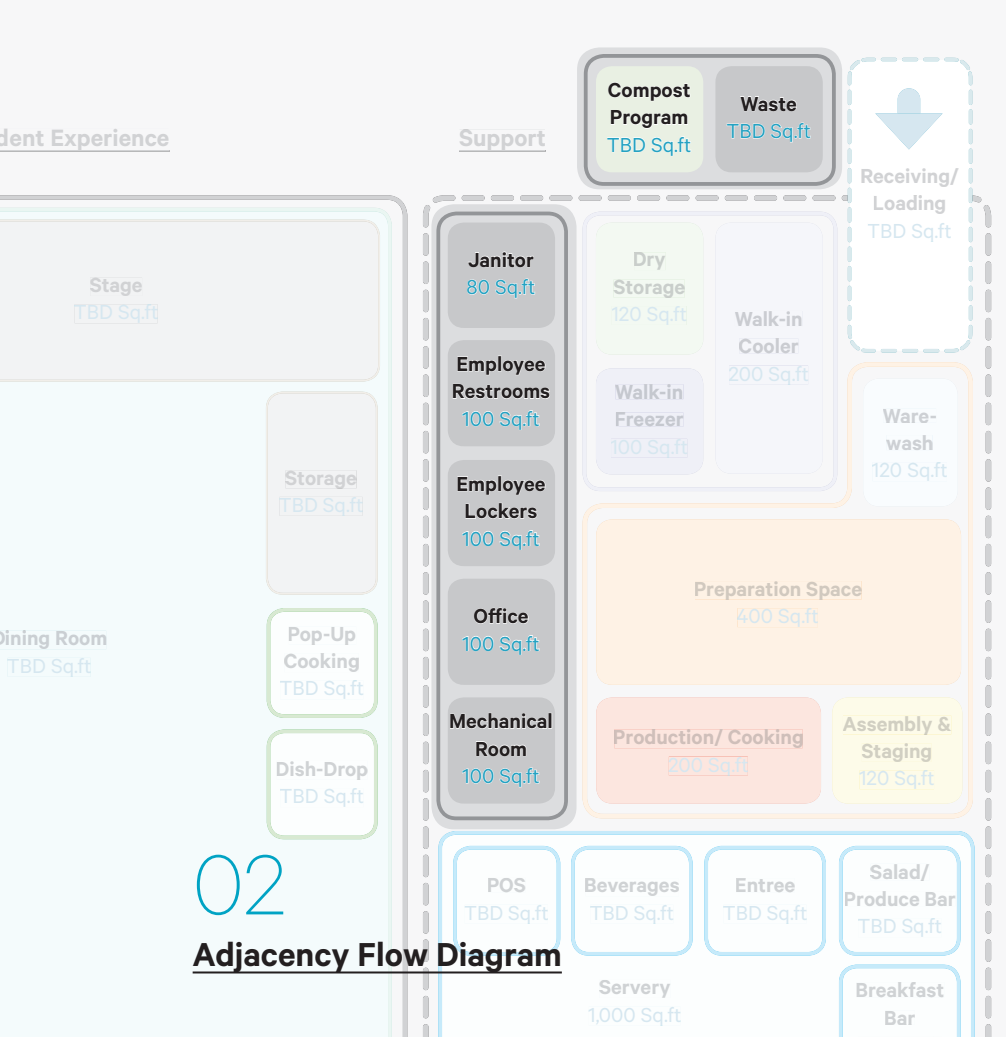 dent Experience
Support
Compost
Program
TBD Sq.ft
Waste
TBD Sq.ft
Receiving/
Loading
TBD Sq.ft
Stage
TBD Sq.ft
Storage
TBD Sq.ft
Dining Room
TBD Sq.ft
Pop-Up
Cooking
TBD Sq.ft
Dish-Drop
TBD Sq.ft
Janitor
80 Sq.ft
Employee
Restrooms
100 Sq.ft
Employee
Lockers
100 Sq.ft
Office
100 Sq.ft
Mechanical
Room
100 Sq.ft
Dry
Storage
120 Sq.ft
Walk-in
Freezer
100 Sq.ft
Walk-in
Cooler
200 Sq.ft
Ware-
wash
120 Sq.ft
Preparation Space
400 Sq.ft
Production/ Cooking
200 Sq.ft
Assembly &
Staging
120 Sq.ft
POS
TBD Sq.ft
Beverages
TBD Sq.ft
Entree
TBD Sq.ft
Salad/
Produce Bar
TBD Sq.ft
Servery
1,000 Sq.ft
Breakfast
Bar
02
Adjacency Flow Diagram